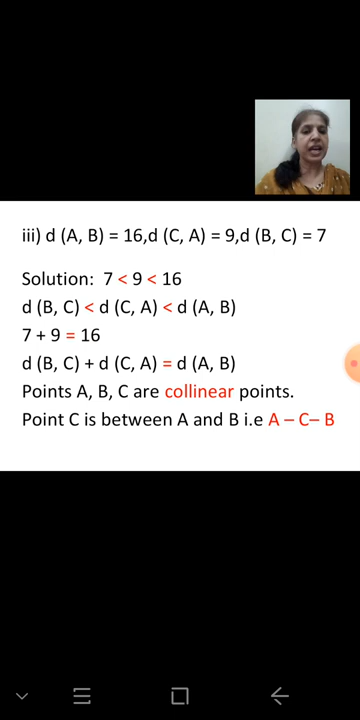 iii) d (A, B) = 16,d (C, A) = 9,d (B, C) = 7
Solution: 7 < 9 < 16
d (B, C) < d (C, A) < d (A, B)
7 + 9 = 16
d (B, C) + d (C, A) = d (A, B)
Points A, B, C are collinear points.
Point C is between A and B i.e A – C– B